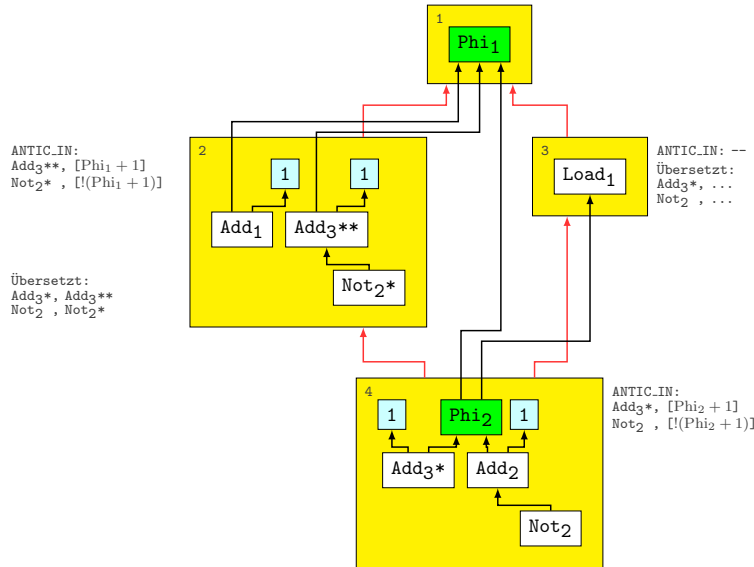 1
Phi1
ANTIC_IN:
Add3**, [Phi1 + 1]
Not2* , [!(Phi1 + 1)]
2
1
1
Add1
Add3**
Not2*
3
Load1
ANTIC_IN: --
Übersetzt:
Add3*, ...
Not2 , ...
Übersetzt:
Add3*, Add3**
Not2 , Not2*
4
1
Phi2
1
Add3*
Add2
Not2
ANTIC_IN:
Add3*, [Phi2 + 1]
Not2 , [!(Phi2 + 1)]